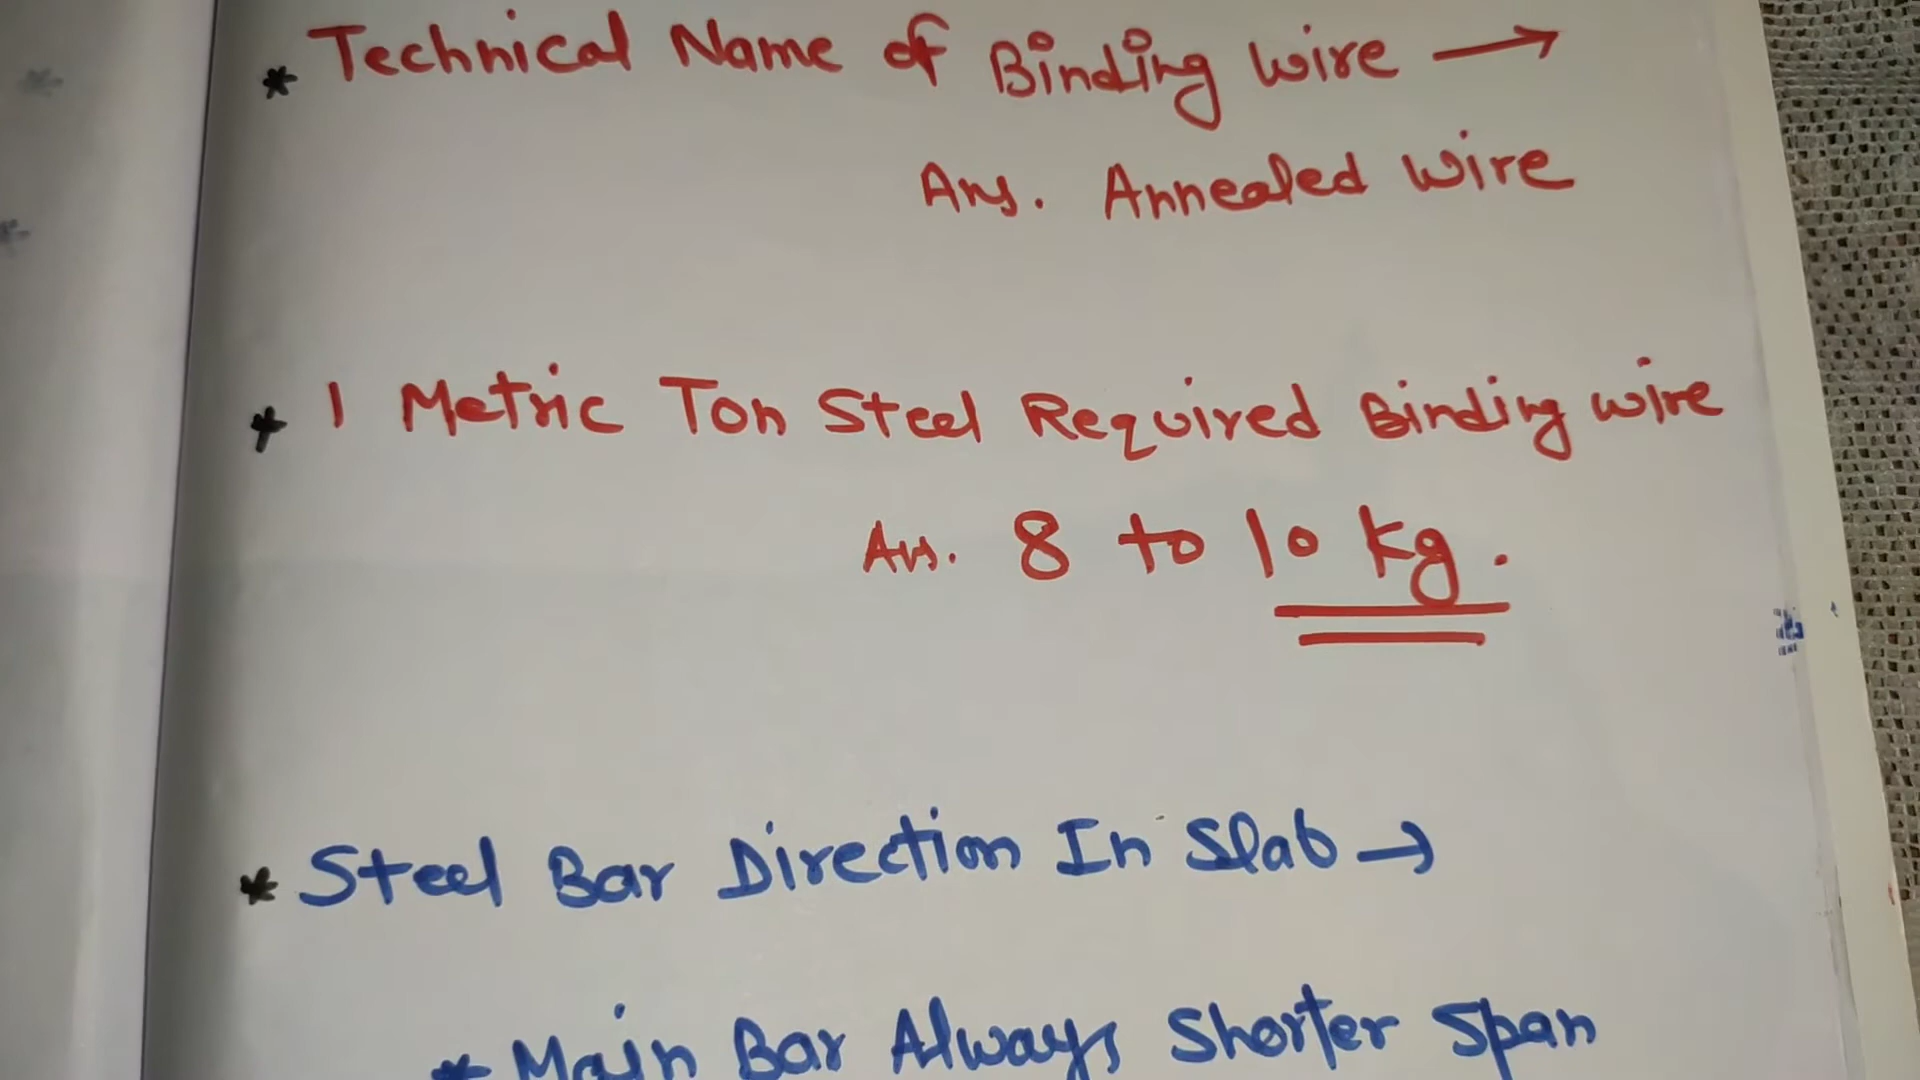 * Technical Name of Binding Wire →
Ans. Annealed Wire
* 1 Metric Ton Steel Required Binding wire
Ans. 8 to 10 kg.
* Steel Bar Direction In Slab →
* Main Bar Always Shorter Span